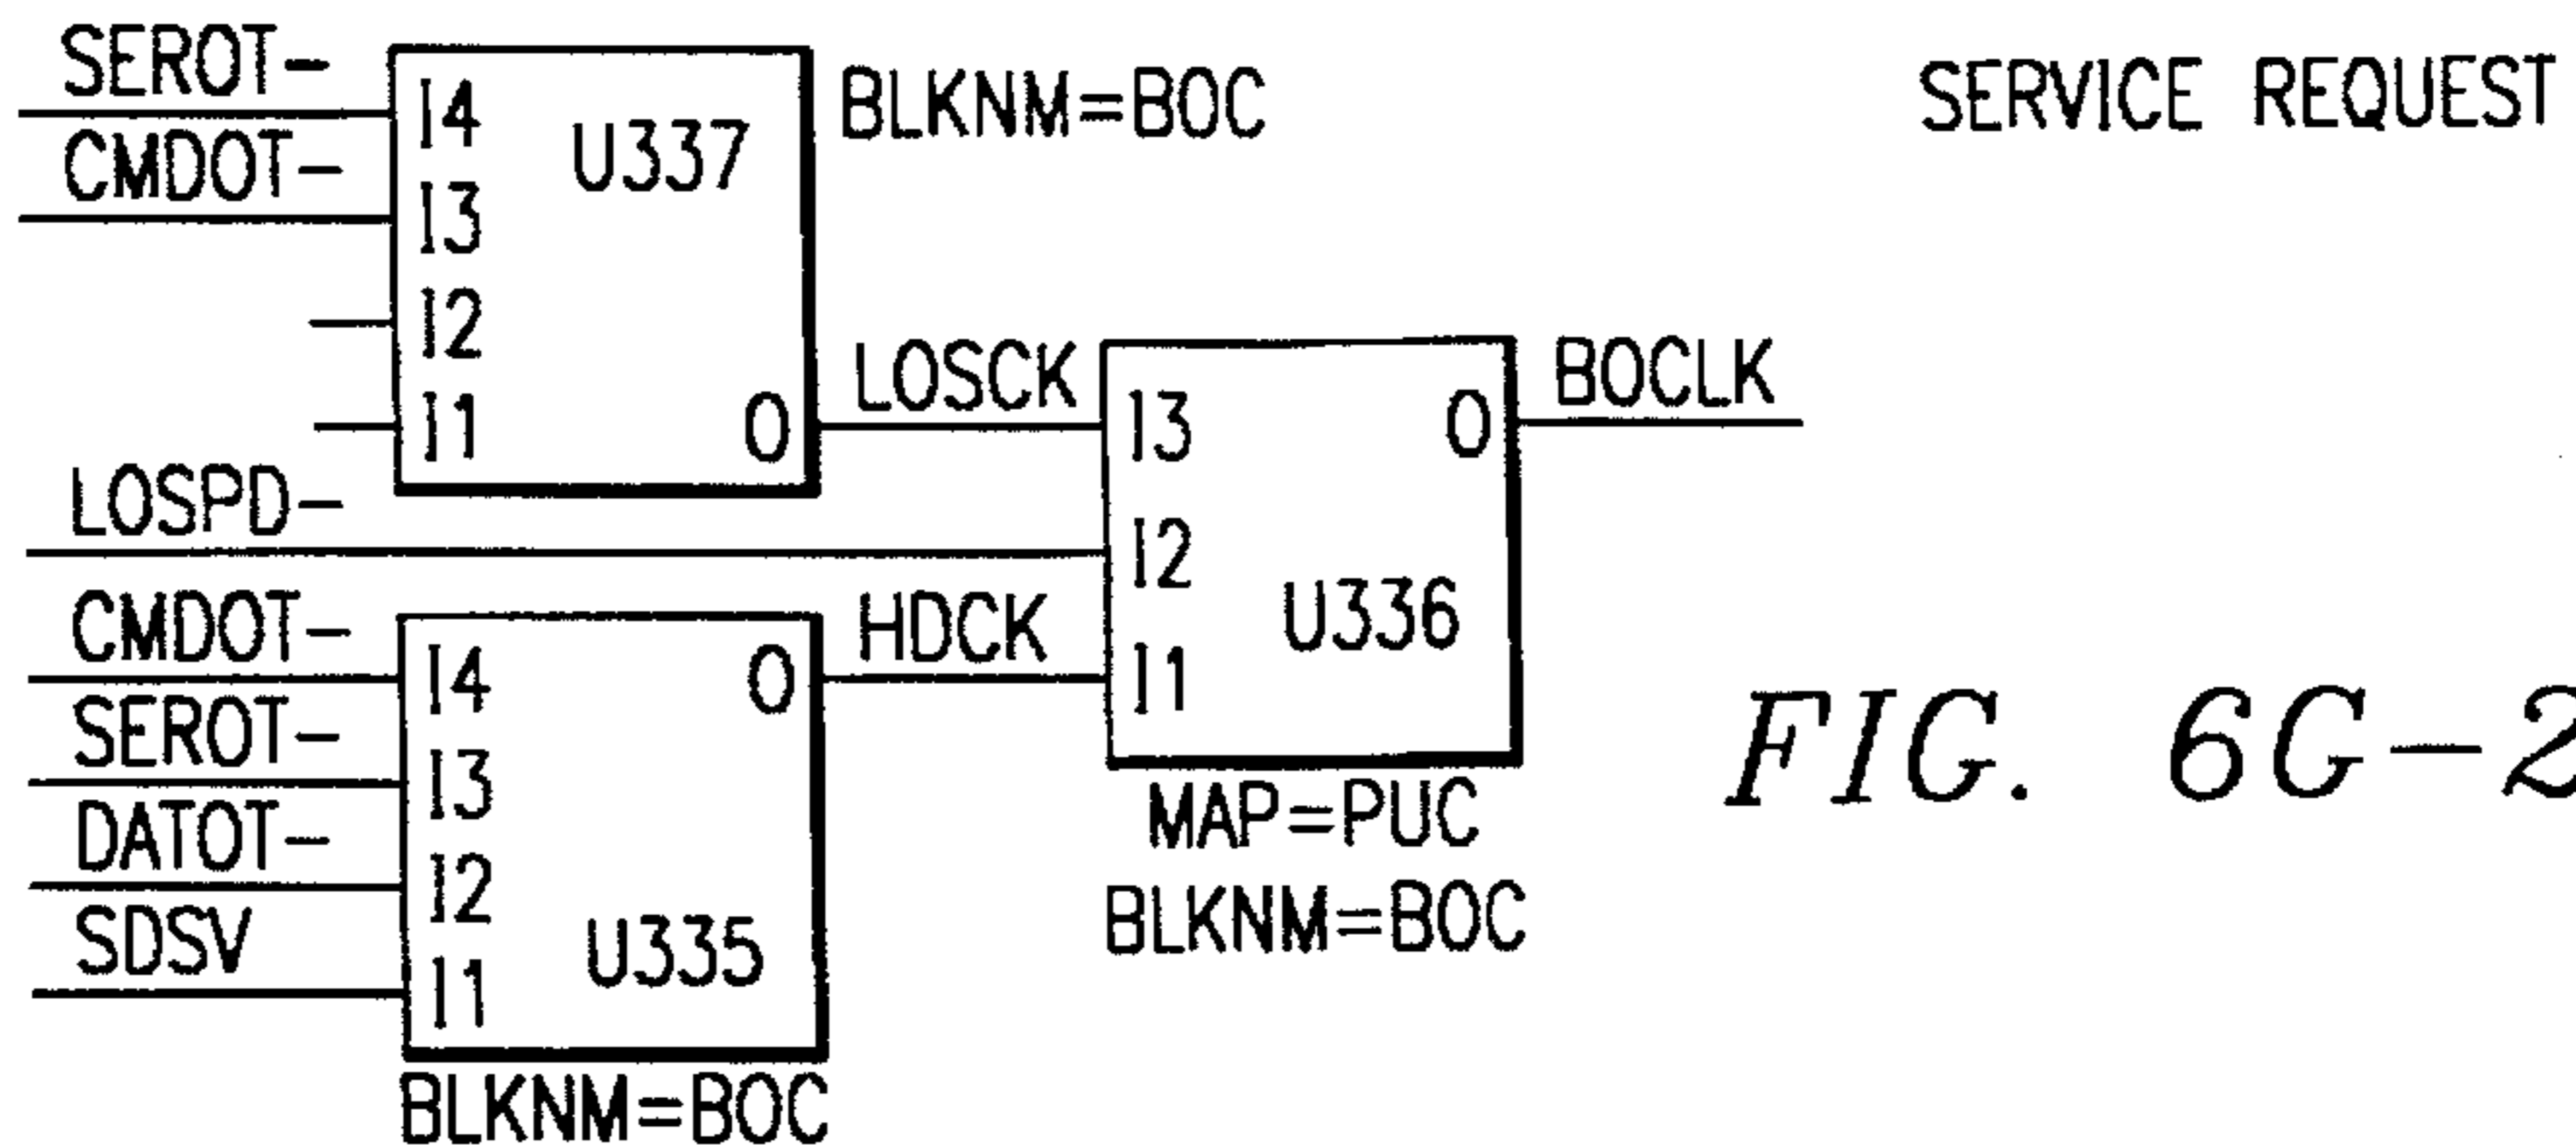 SEROT-
CMDOT-
I4
I3
I2
I1
U337
O
BLKNM=BOC
SERVICE REQUEST
LOSCK
LOSPD-
CMDOT-
SEROT-
DATOT-
SDSV
I4
I3
I2
I1
O
U335
BLKNM=BOC
HDCK
I3
I2
I1
O
U336
MAP=PUC
BLKNM=BOC
BOCLK
FIG. 6G-2